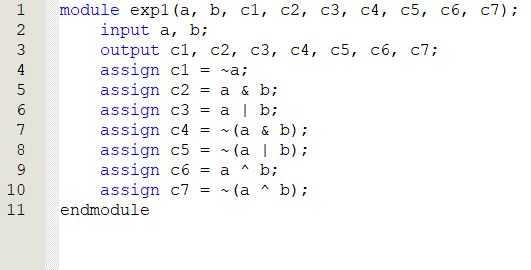 1 module exp1(a, b, c1, c2, c3, c4, c5, c6, c7);
2 input a, b;
3 output c1, c2, c3, c4, c5, c6, c7;
4 assign c1 = ~a;
5 assign c2 = a & b;
6 assign c3 = a | b;
7 assign c4 = ~(a & b);
8 assign c5 = ~(a | b);
9 assign c6 = a ^ b;
10 assign c7 = ~(a ^ b);
11 endmodule